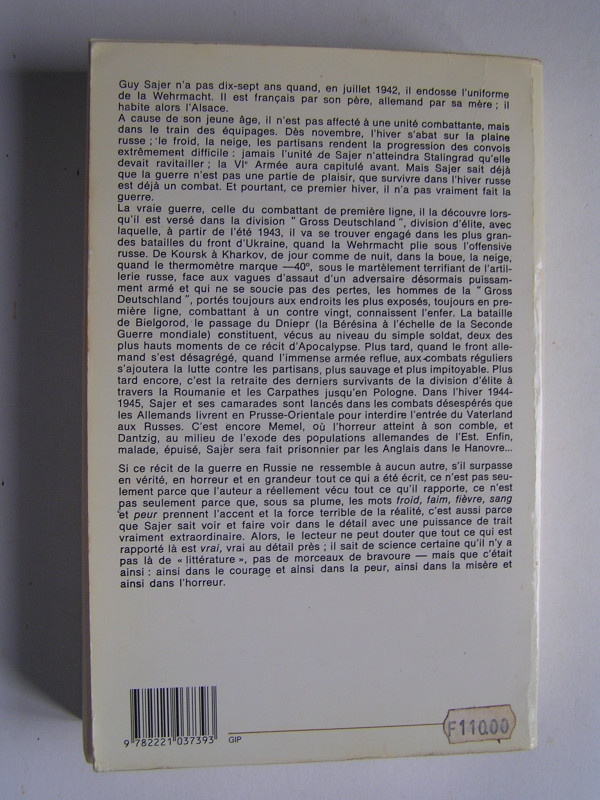 Guy Sajer n'a pas dix-sept ans quand, en juillet 1942, il endosse l'uniforme
de la Wehrmacht. Il est français par son père, allemand par sa mère ; il
habite alors l'Alsace.
A cause de son jeune âge, il n'est pas affecté à une unité combattante, mais
dans le train des équipages. Dès novembre, l'hiver s'abat sur la plaine
russe ; le froid, la neige, les partisans rendent la progression des convois
extrêmement difficile : jamais l'unité de Sajer n'atteindra Stalingrad qu'elle
devait ravitailler ; la VIe Armée aura capitulé avant. Mais Sajer sait déjà
que la guerre n'est pas une partie de plaisir, que survivre dans l'hiver russe
est déjà un combat. Et pourtant, ce premier hiver, il n'a pas vraiment fait la
guerre.
La vraie guerre, celle du combattant de première ligne, il la découvre lors-
qu'il est versé dans la division " Gross Deutschland ", division d'élite, avec
laquelle, à partir de l'été 1943, il va se trouver engagé dans les plus gran-
des batailles du front d'Ukraine, quand la Wehrmacht plie sous l'offensive
russe. De Koursk à Kharkov, de jour comme de nuit, dans la boue, la neige,
quand le thermomètre marque —40º, sous le martèlement terrifiant de l'artil-
lerie russe, face aux vagues d'assaut d'un adversaire désormais puissam-
ment armé et qui ne se soucie pas des pertes, les hommes de la " Gross
Deutschland ", portés toujours aux endroits les plus exposés, toujours en pre-
mière ligne, combattant à un contre vingt, connaissent l'enfer. La bataille
de Bielgorod, le passage du Dniepr (la Bérésina à l'échelle de la Seconde
Guerre mondiale) constituent, vécus au niveau du simple soldat, deux des
plus hauts moments de ce récit d'Apocalypse. Plus tard, quand le front alle-
mand s'est désagrégé, quand l'immense armée reflue, aux combats réguliers
s'ajoutera la lutte contre les partisans, plus sauvage et plus impitoyable. Plus
tard encore, c'est la retraite des derniers survivants de la division d'élite à
travers la Roumanie et les Carpathes jusqu'en Pologne. Dans l'hiver 1944-
1945, Sajer et ses camarades sont lancés dans les combats désespérés que
les Allemands livrent en Prusse-Orientale pour interdire l'entrée du Vaterland
aux Russes. C'est encore Memel, où l'horreur atteint à son comble, et
Dantzig, au milieu de l'exode des populations allemandes de l'Est. Enfin,
malade, épuisé, Sajer sera fait prisonnier par les Anglais dans le Hanovre...
Si ce récit de la guerre en Russie ne ressemble à aucun autre, s'il surpasse
en vérité, en horreur et en grandeur tout ce qui a été écrit, ce n'est pas seu-
lement parce que l'auteur a réellement vécu tout ce qu'il rapporte, ce n'est
pas seulement parce que, sous sa plume, les mots froid, faim, fièvre, sang
et peur prennent l'accent et la force terrible de la réalité, c'est aussi parce
que Sajer sait voir et faire voir dans le détail avec une puissance de trait
vraiment extraordinaire. Alors, le lecteur ne peut douter que tout ce qui est
rapporté là est vrai, vrai au détail près ; il sait de science certaine qu'il n'y a
pas là de « littérature », pas de morceaux de bravoure — mais que c'était
ainsi : ainsi dans le courage et ainsi dans la peur, ainsi dans la misère et
ainsi dans l'horreur.
9 782221 037393
GIP
F110.00